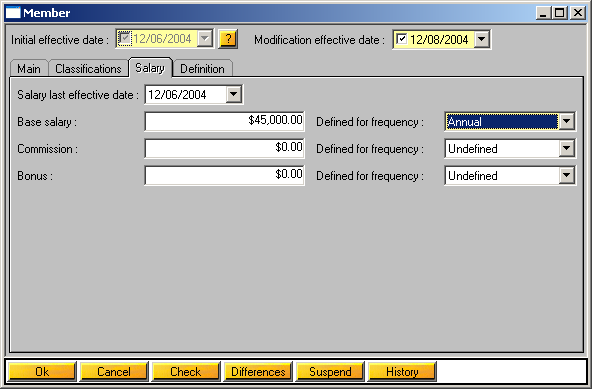 Member
Initial effective date : 12/06/2004 ? Modification effective date : 12/08/2004
Main Classifications Salary Definition
Salary last effective date : 12/06/2004
Base salary : $45,000.00 Defined for frequency : Annual
Commission : $0.00 Defined for frequency : Undefined
Bonus : $0.00 Defined for frequency : Undefined
Ok Cancel Check Differences Suspend History